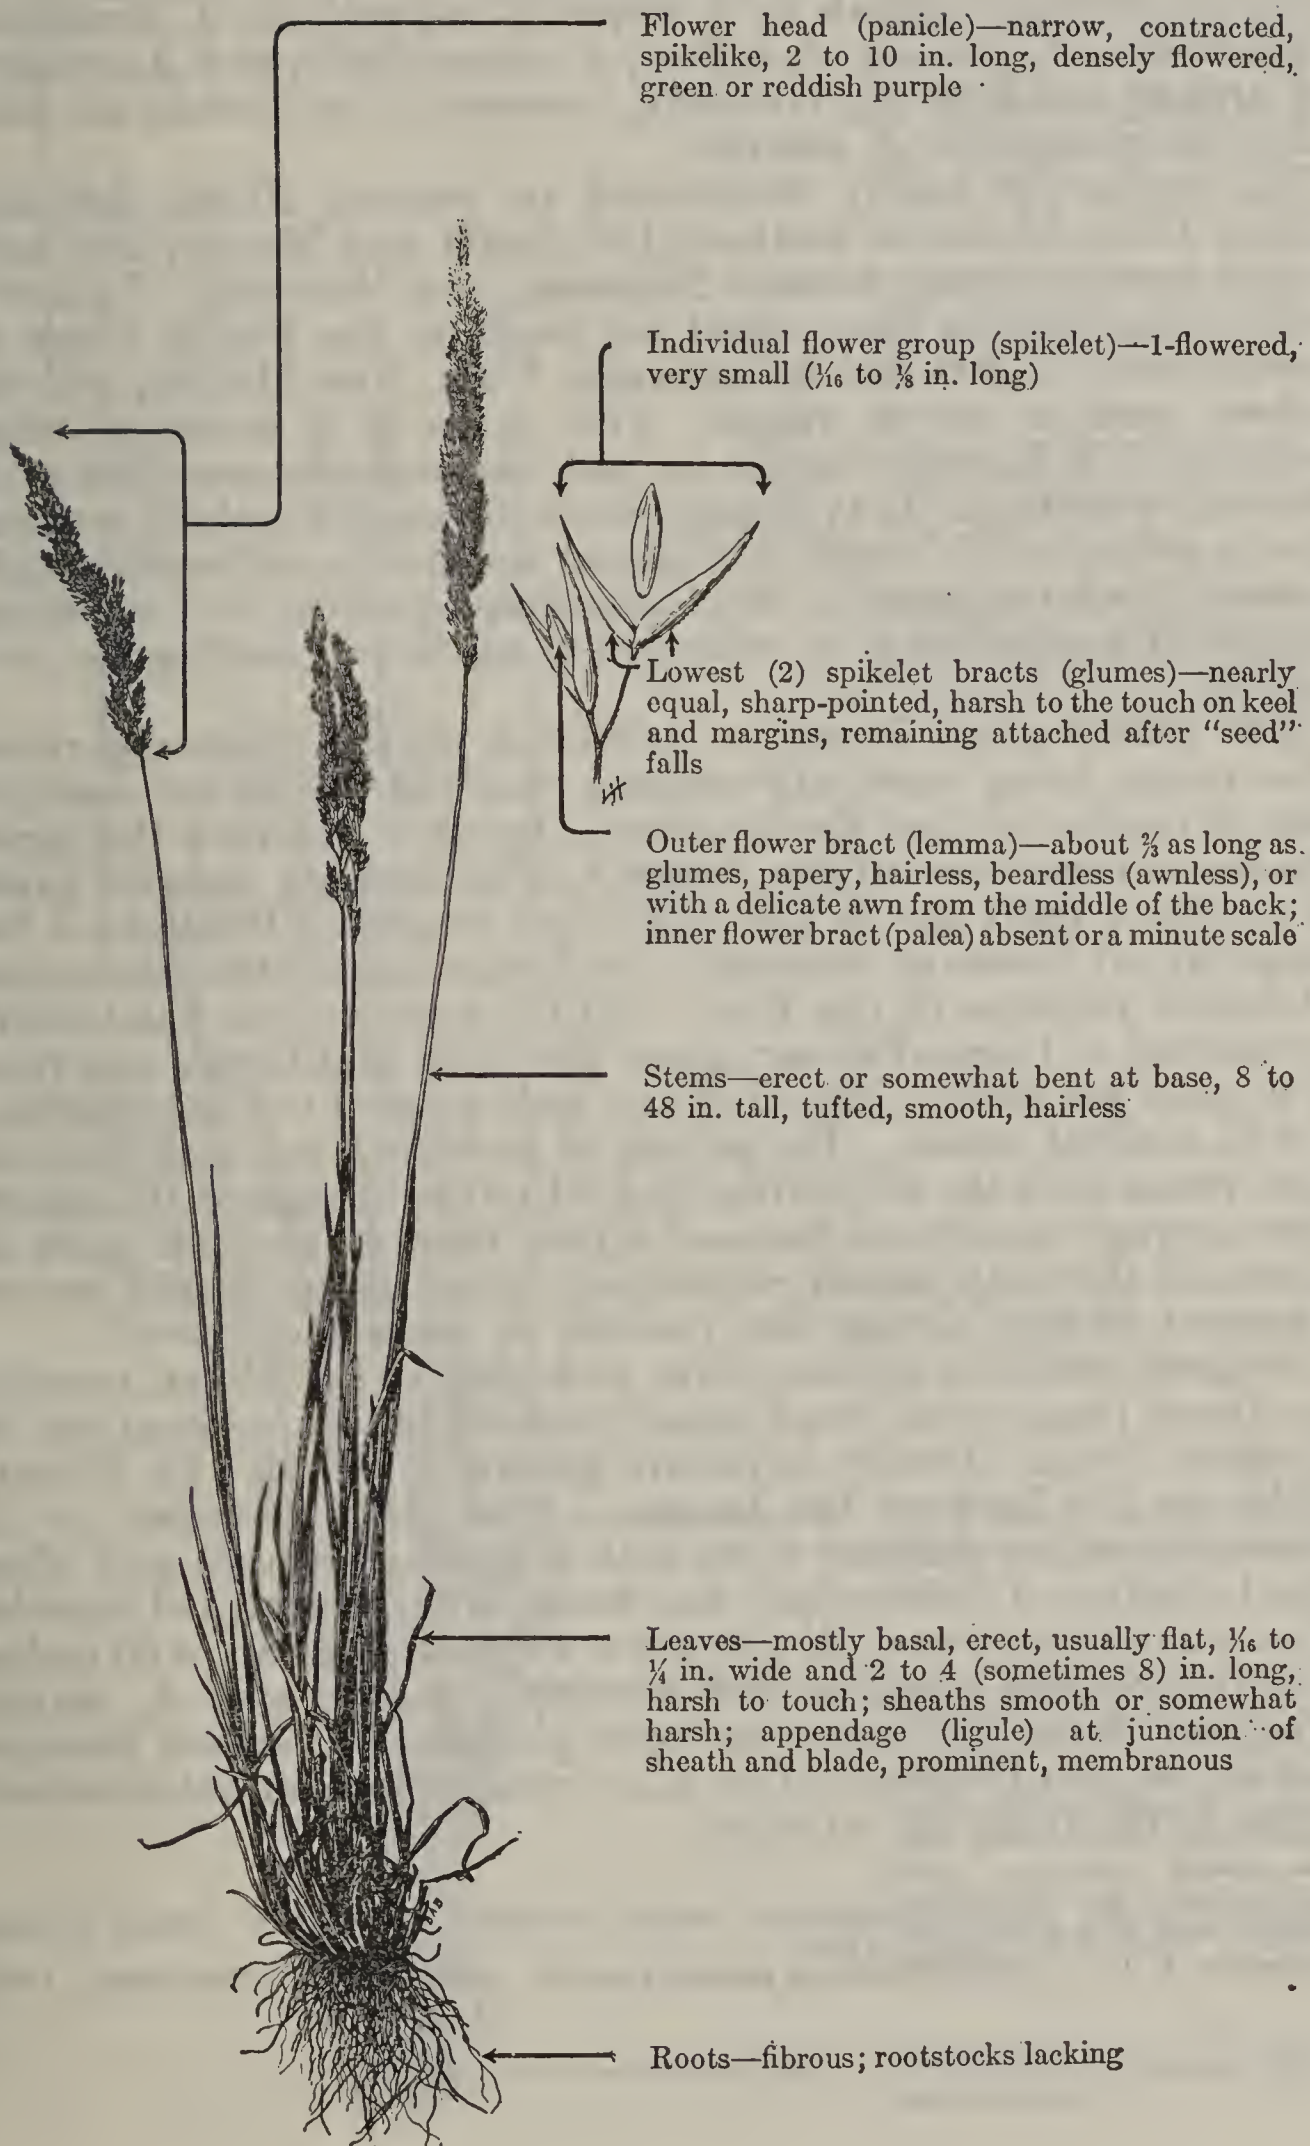 Flower head (panicle)—narrow, contracted,
spikelike, 2 to 10 in. long, densely flowered,
green or reddish purple
Individual flower group (spikelet)—1-flowered,
very small (1/16 to 1/8 in. long)
Lowest (2) spikelet bracts (glumes)—nearly
equal, sharp-pointed, harsh to the touch on keel
and margins, remaining attached after "seed"
falls
Outer flower bract (lemma)—about 2/3 as long as
glumes, papery, hairless, beardless (awnless), or
with a delicate awn from the middle of the back;
inner flower bract (palea) absent or a minute scale
Stems—erect or somewhat bent at base, 8 to
48 in. tall, tufted, smooth, hairless
Leaves—mostly basal, erect, usually flat, 1/16 to
1/4 in. wide and 2 to 4 (sometimes 8) in. long,
harsh to touch; sheaths smooth or somewhat
harsh; appendage (ligule) at junction of
sheath and blade, prominent, membranous
Roots—fibrous; rootstocks lacking